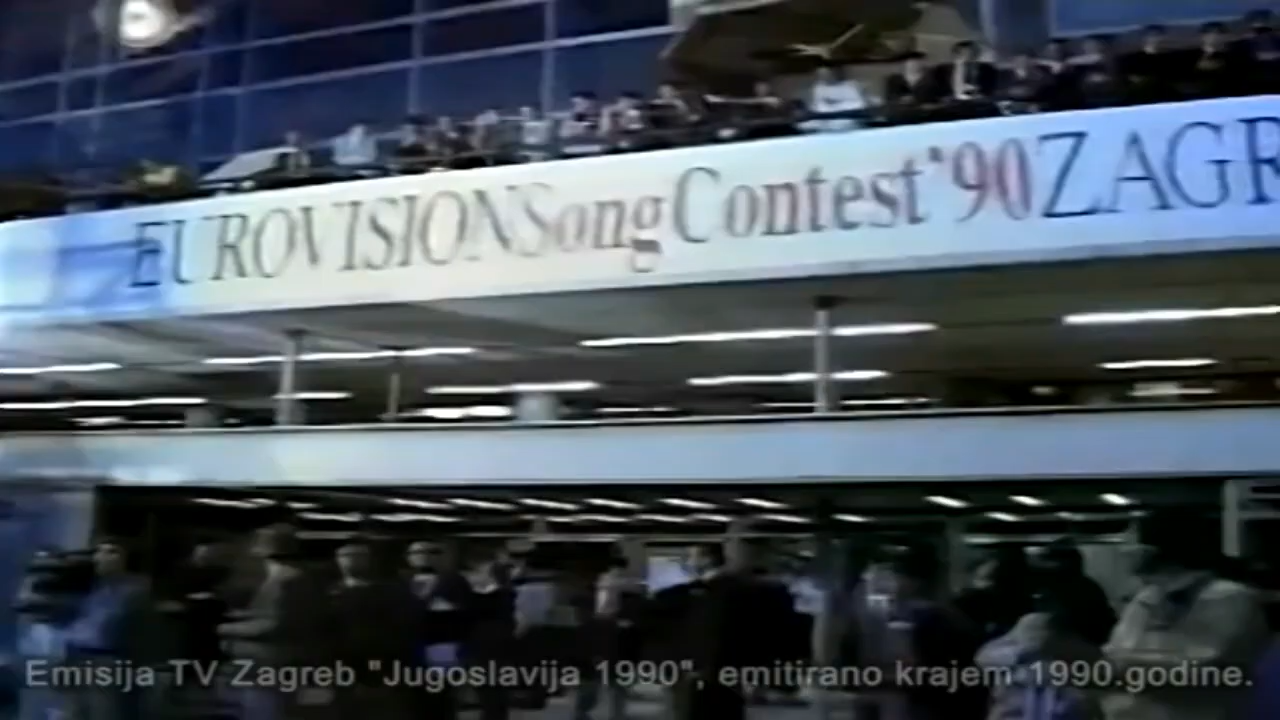 EUROVISION Song Contest '90 ZAGR
Emisija TV Zagreb "Jugoslavija 1990", emitirano krajem 1990.godine.